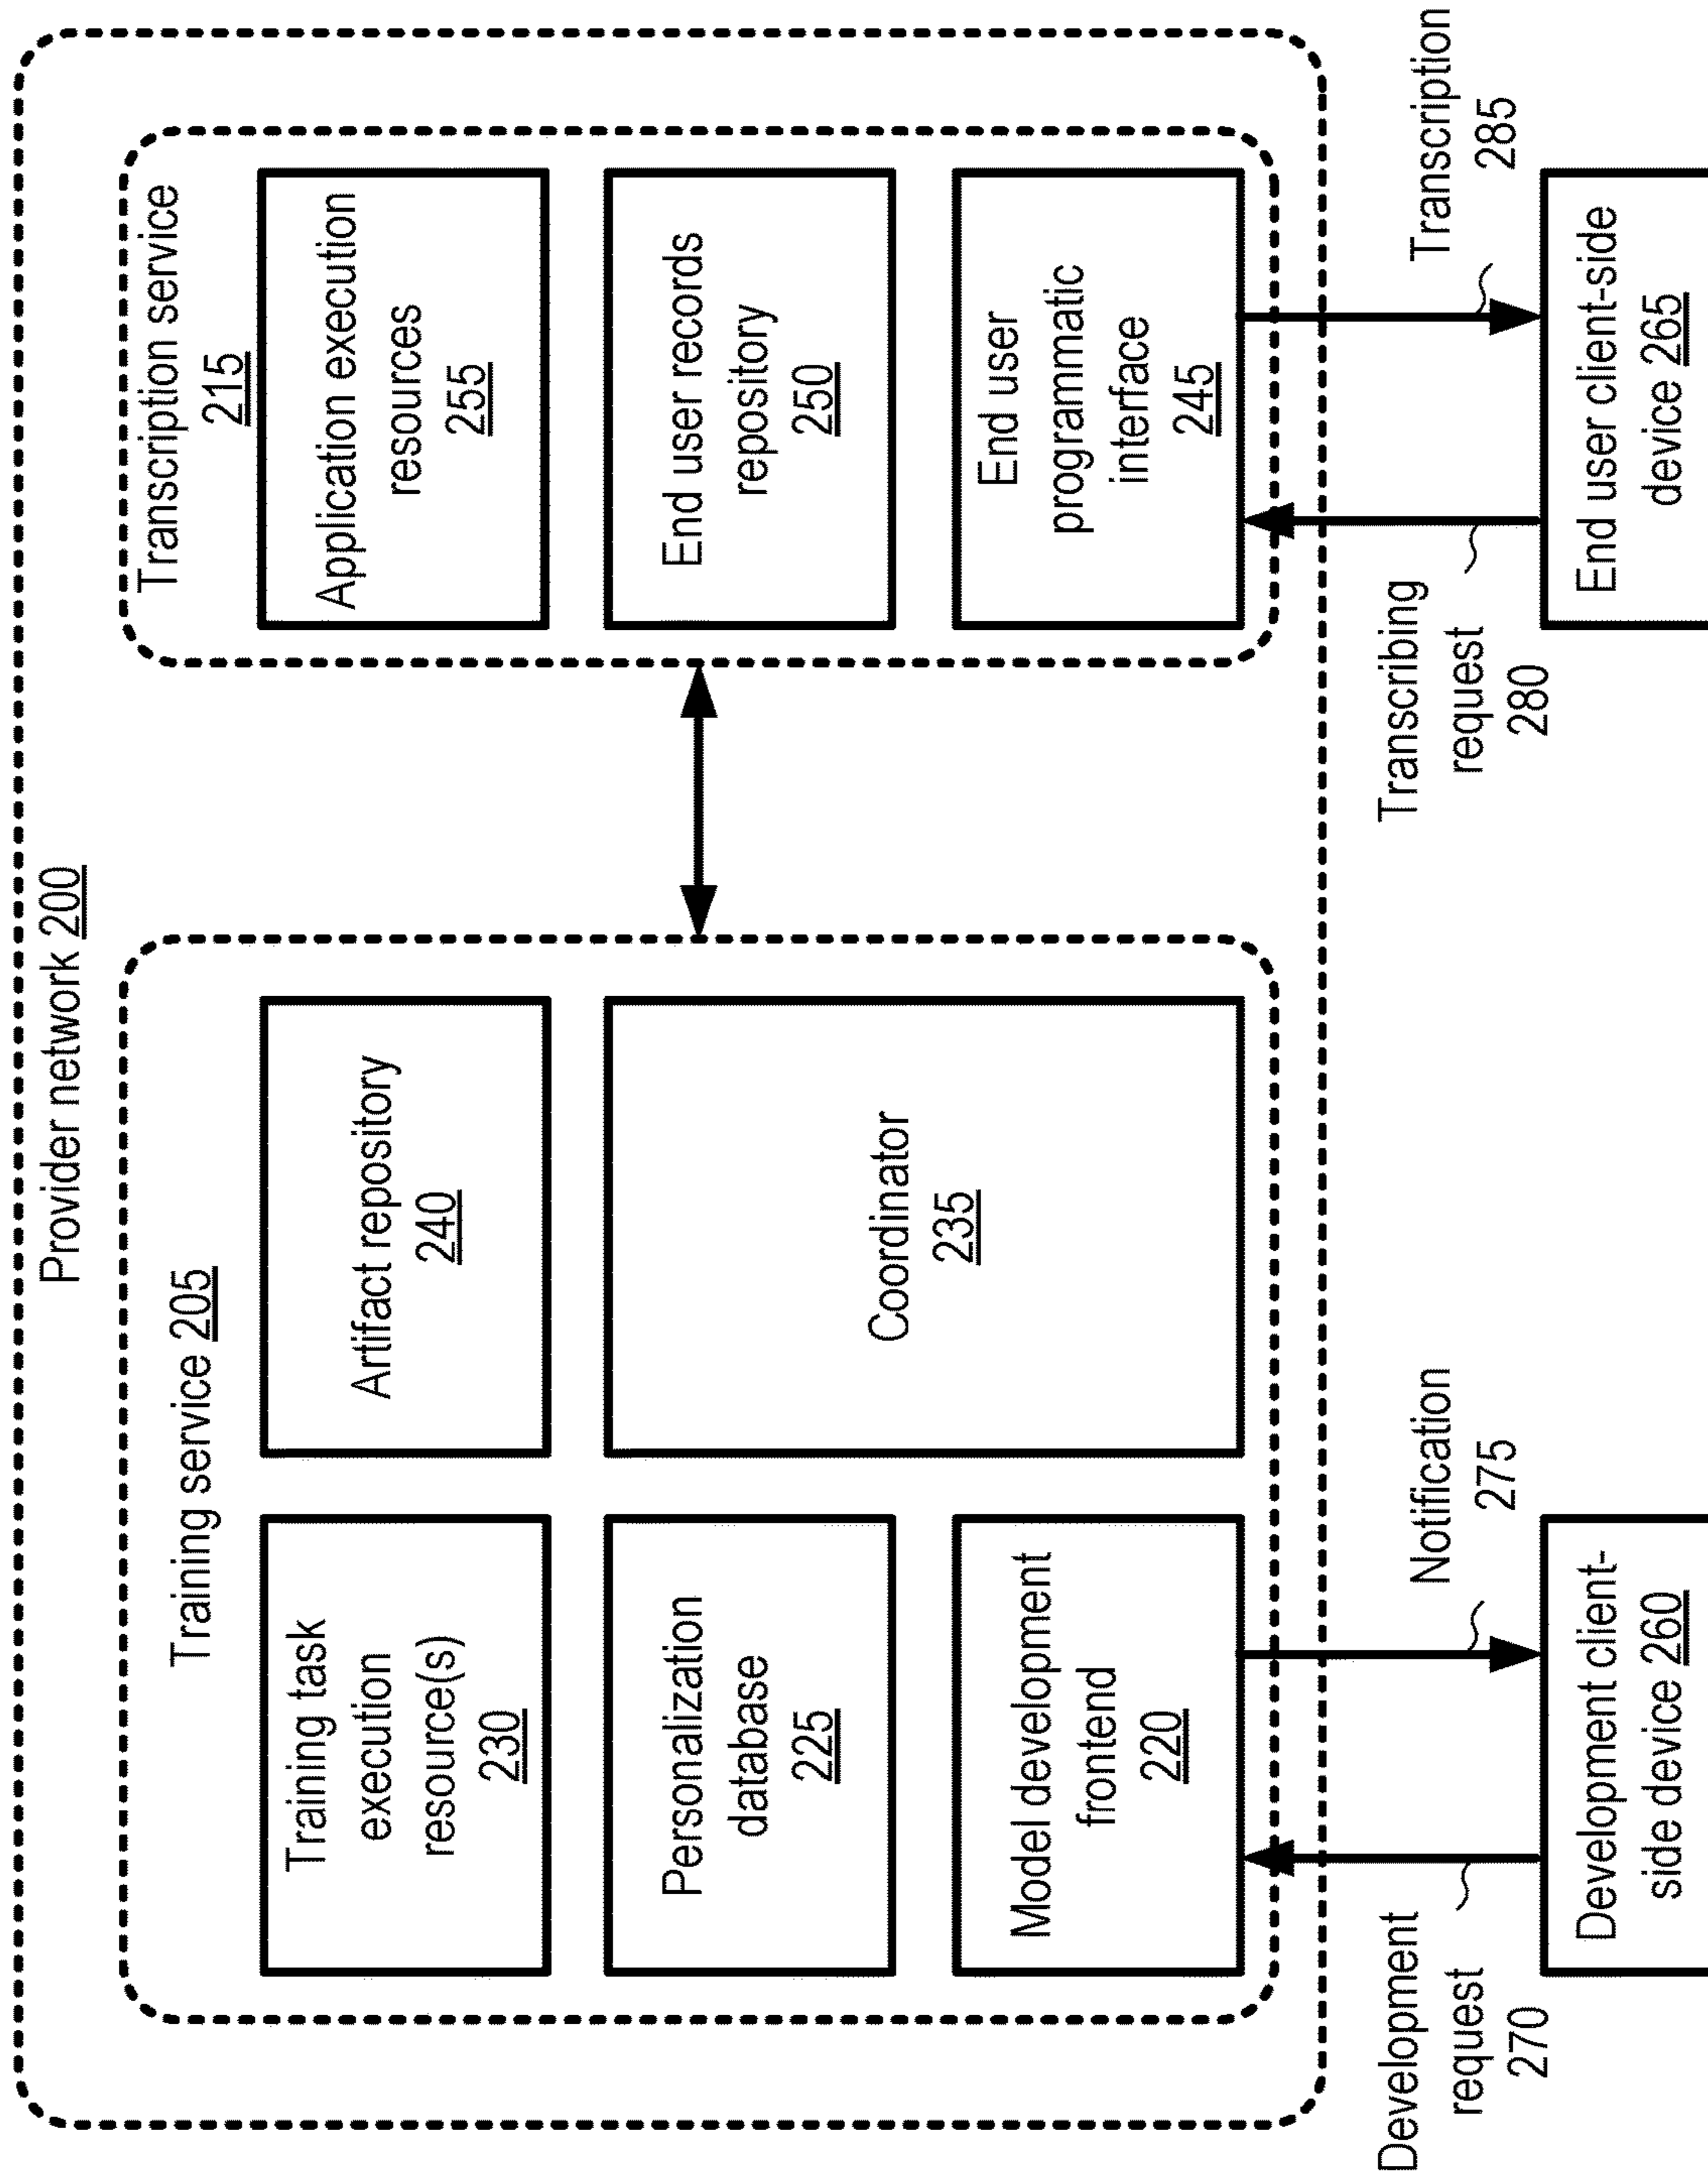 Provider network 200
Training service 205
Training task
execution
resource(s)
230
Artifact repository
240
Personalization
database
225
Coordinator
235
Model development
frontend
220
Transcription service
215
Application execution
resources
255
End user records
repository
250
End user
programmatic
interface
245
Development
request
270
Notification
275
Transcribing
request
280
Transcription
285
Development client-
side device 260
End user client-side
device 265